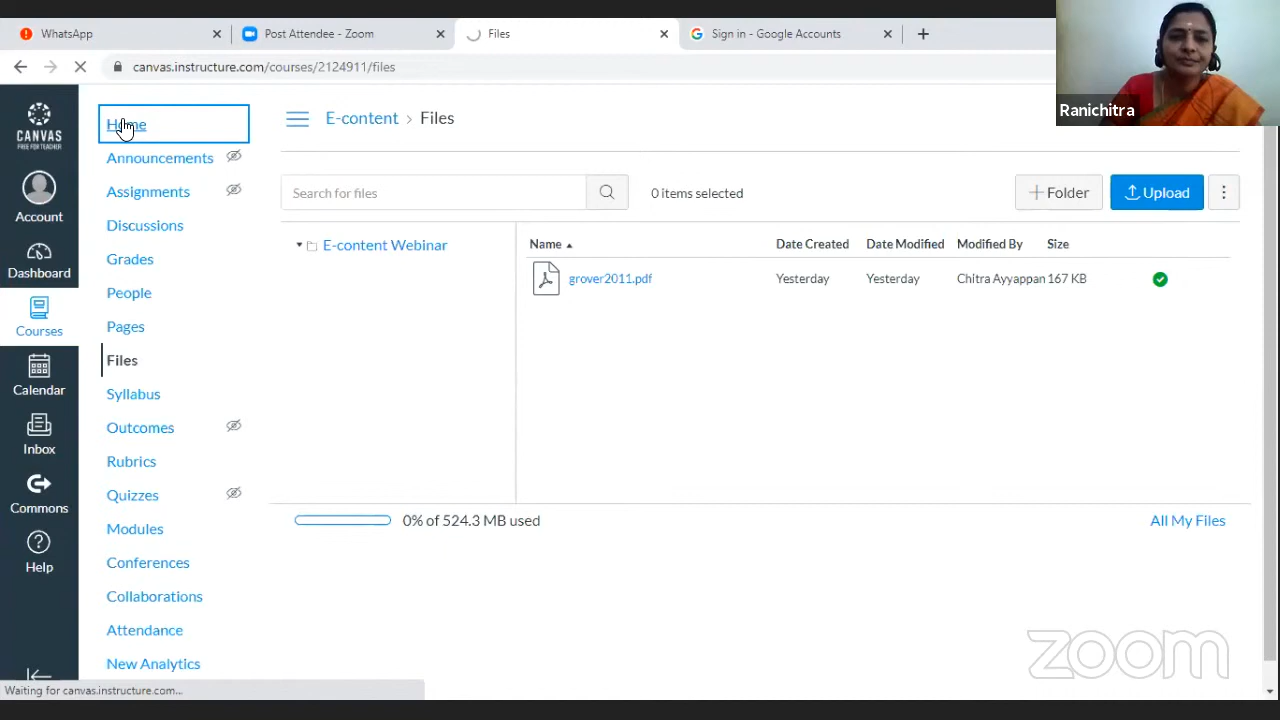 WhatsApp
Post Attendee - Zoom
Files
Sign in - Google Accounts
canvas.instructure.com/courses/2124911/files
Ranichitra
CANVAS
FREE FOR TEACHER
Account
Dashboard
Courses
Calendar
Inbox
Commons
Help
Home
Announcements
Assignments
Discussions
Grades
People
Pages
Files
Syllabus
Outcomes
Rubrics
Quizzes
Modules
Conferences
Collaborations
Attendance
New Analytics
E-content › Files
Search for files
0 items selected
+ Folder
Upload
E-content Webinar
Name Date Created Date Modified Modified By Size
grover2011.pdf Yesterday Yesterday Chitra Ayyappan 167 KB
0% of 524.3 MB used
All My Files
zoom
Waiting for canvas.instructure.com...